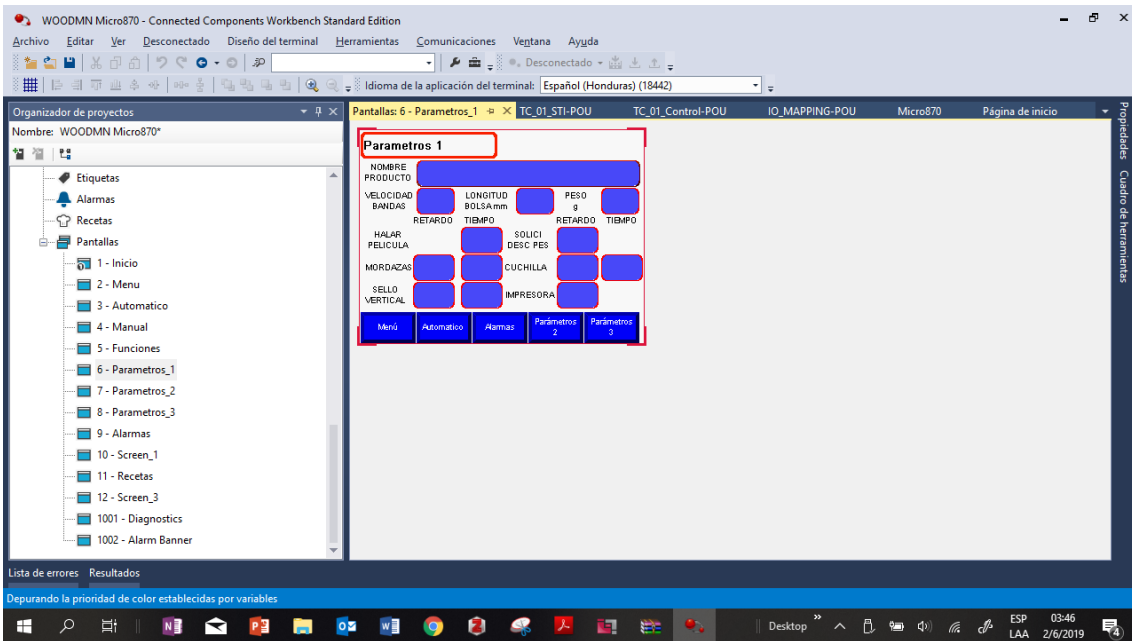 WOODMN Micro870 - Connected Components Workbench Standard Edition
Archivo Editar Ver Desconectado Diseño del terminal Herramientas Comunicaciones Ventana Ayuda
Desconectado
Idioma de la aplicación del terminal: Español (Honduras) (18442)
Organizador de proyectos
Pantallas: 6 - Parametros_1 TC_01_STI-POU TC_01_Control-POU IO_MAPPING-POU Micro870 Página de inicio
Nombre: WOODMN Micro870*
Etiquetas
Alarmas
Recetas
Pantallas
1 - Inicio
2 - Menu
3 - Automatico
4 - Manual
5 - Funciones
6 - Parametros_1
7 - Parametros_2
8 - Parametros_3
9 - Alarmas
10 - Screen_1
11 - Recetas
12 - Screen_3
1001 - Diagnostics
1002 - Alarm Banner
Parametros 1
NOMBRE
PRODUCTO
VELOCIDAD LONGITUD PESO
BANDAS BOLSA mm g
RETARDO TIEMPO RETARDO TIEMPO
HALAR SOLICI
PELICULA DESC PES
MORDAZAS CUCHILLA
SELLO
VERTICAL IMPRESORA
Menú Automatico Alarmas Parámetros 2 Parámetros 3
Propiedades
Cuadro de herramientas
Lista de errores Resultados
Depurando la prioridad de color establecidas por variables
Desktop
ESP 03:46
LAA 2/6/2019
4